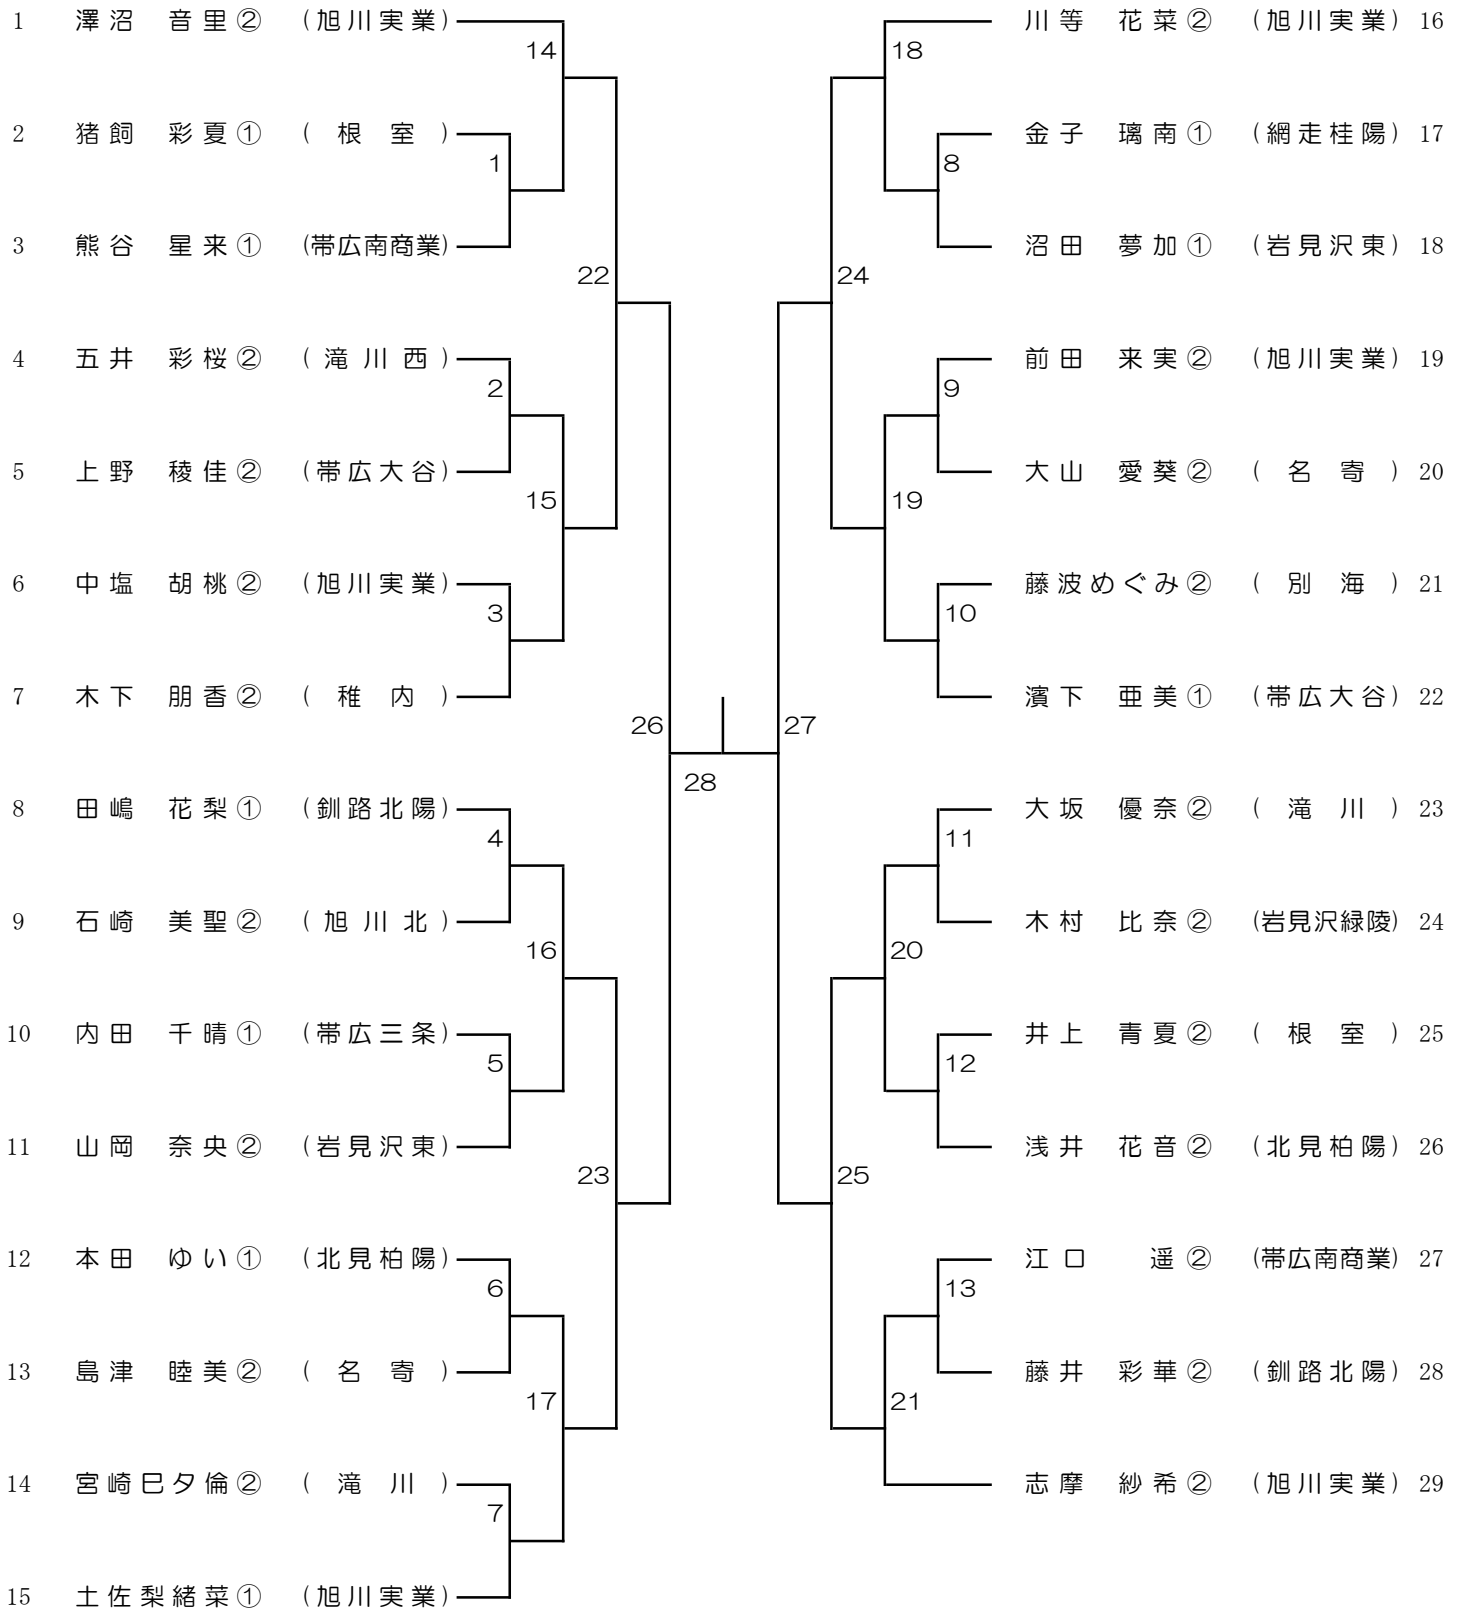 1 澤沼 音里② (旭川実業) 川等 花菜② (旭川実業) 16
14 18
2 猪飼 彩夏① (根室) 金子 璃南① (網走桂陽) 17
1 8
3 熊谷 星来① (帯広南商業) 沼田 夢加① (岩見沢東) 18
22 24
4 五井 彩桜② (滝川西) 前田 来実② (旭川実業) 19
2 9
5 上野 稜佳② (帯広大谷) 大山 愛葵② (名寄) 20
15 19
6 中塩 胡桃② (旭川実業) 藤波めぐみ② (別海) 21
3 10
7 木下 朋香② (稚内) 濱下 亜美① (帯広大谷) 22
26 27
28
8 田嶋 花梨① (釧路北陽) 大坂 優奈② (滝川) 23
4 11
9 石崎 美聖② (旭川北) 木村 比奈② (岩見沢緑陵) 24
16 20
10 内田 千晴① (帯広三条) 井上 青夏② (根室) 25
5 12
11 山岡 奈央② (岩見沢東) 浅井 花音② (北見柏陽) 26
23 25
12 本田 ゆい① (北見柏陽) 江口 遥② (帯広南商業) 27
6 13
13 島津 睦美② (名寄) 藤井 彩華② (釧路北陽) 28
17 21
14 宮崎巳夕倫② (滝川) 志摩 紗希② (旭川実業) 29
7
15 土佐梨緒菜① (旭川実業)